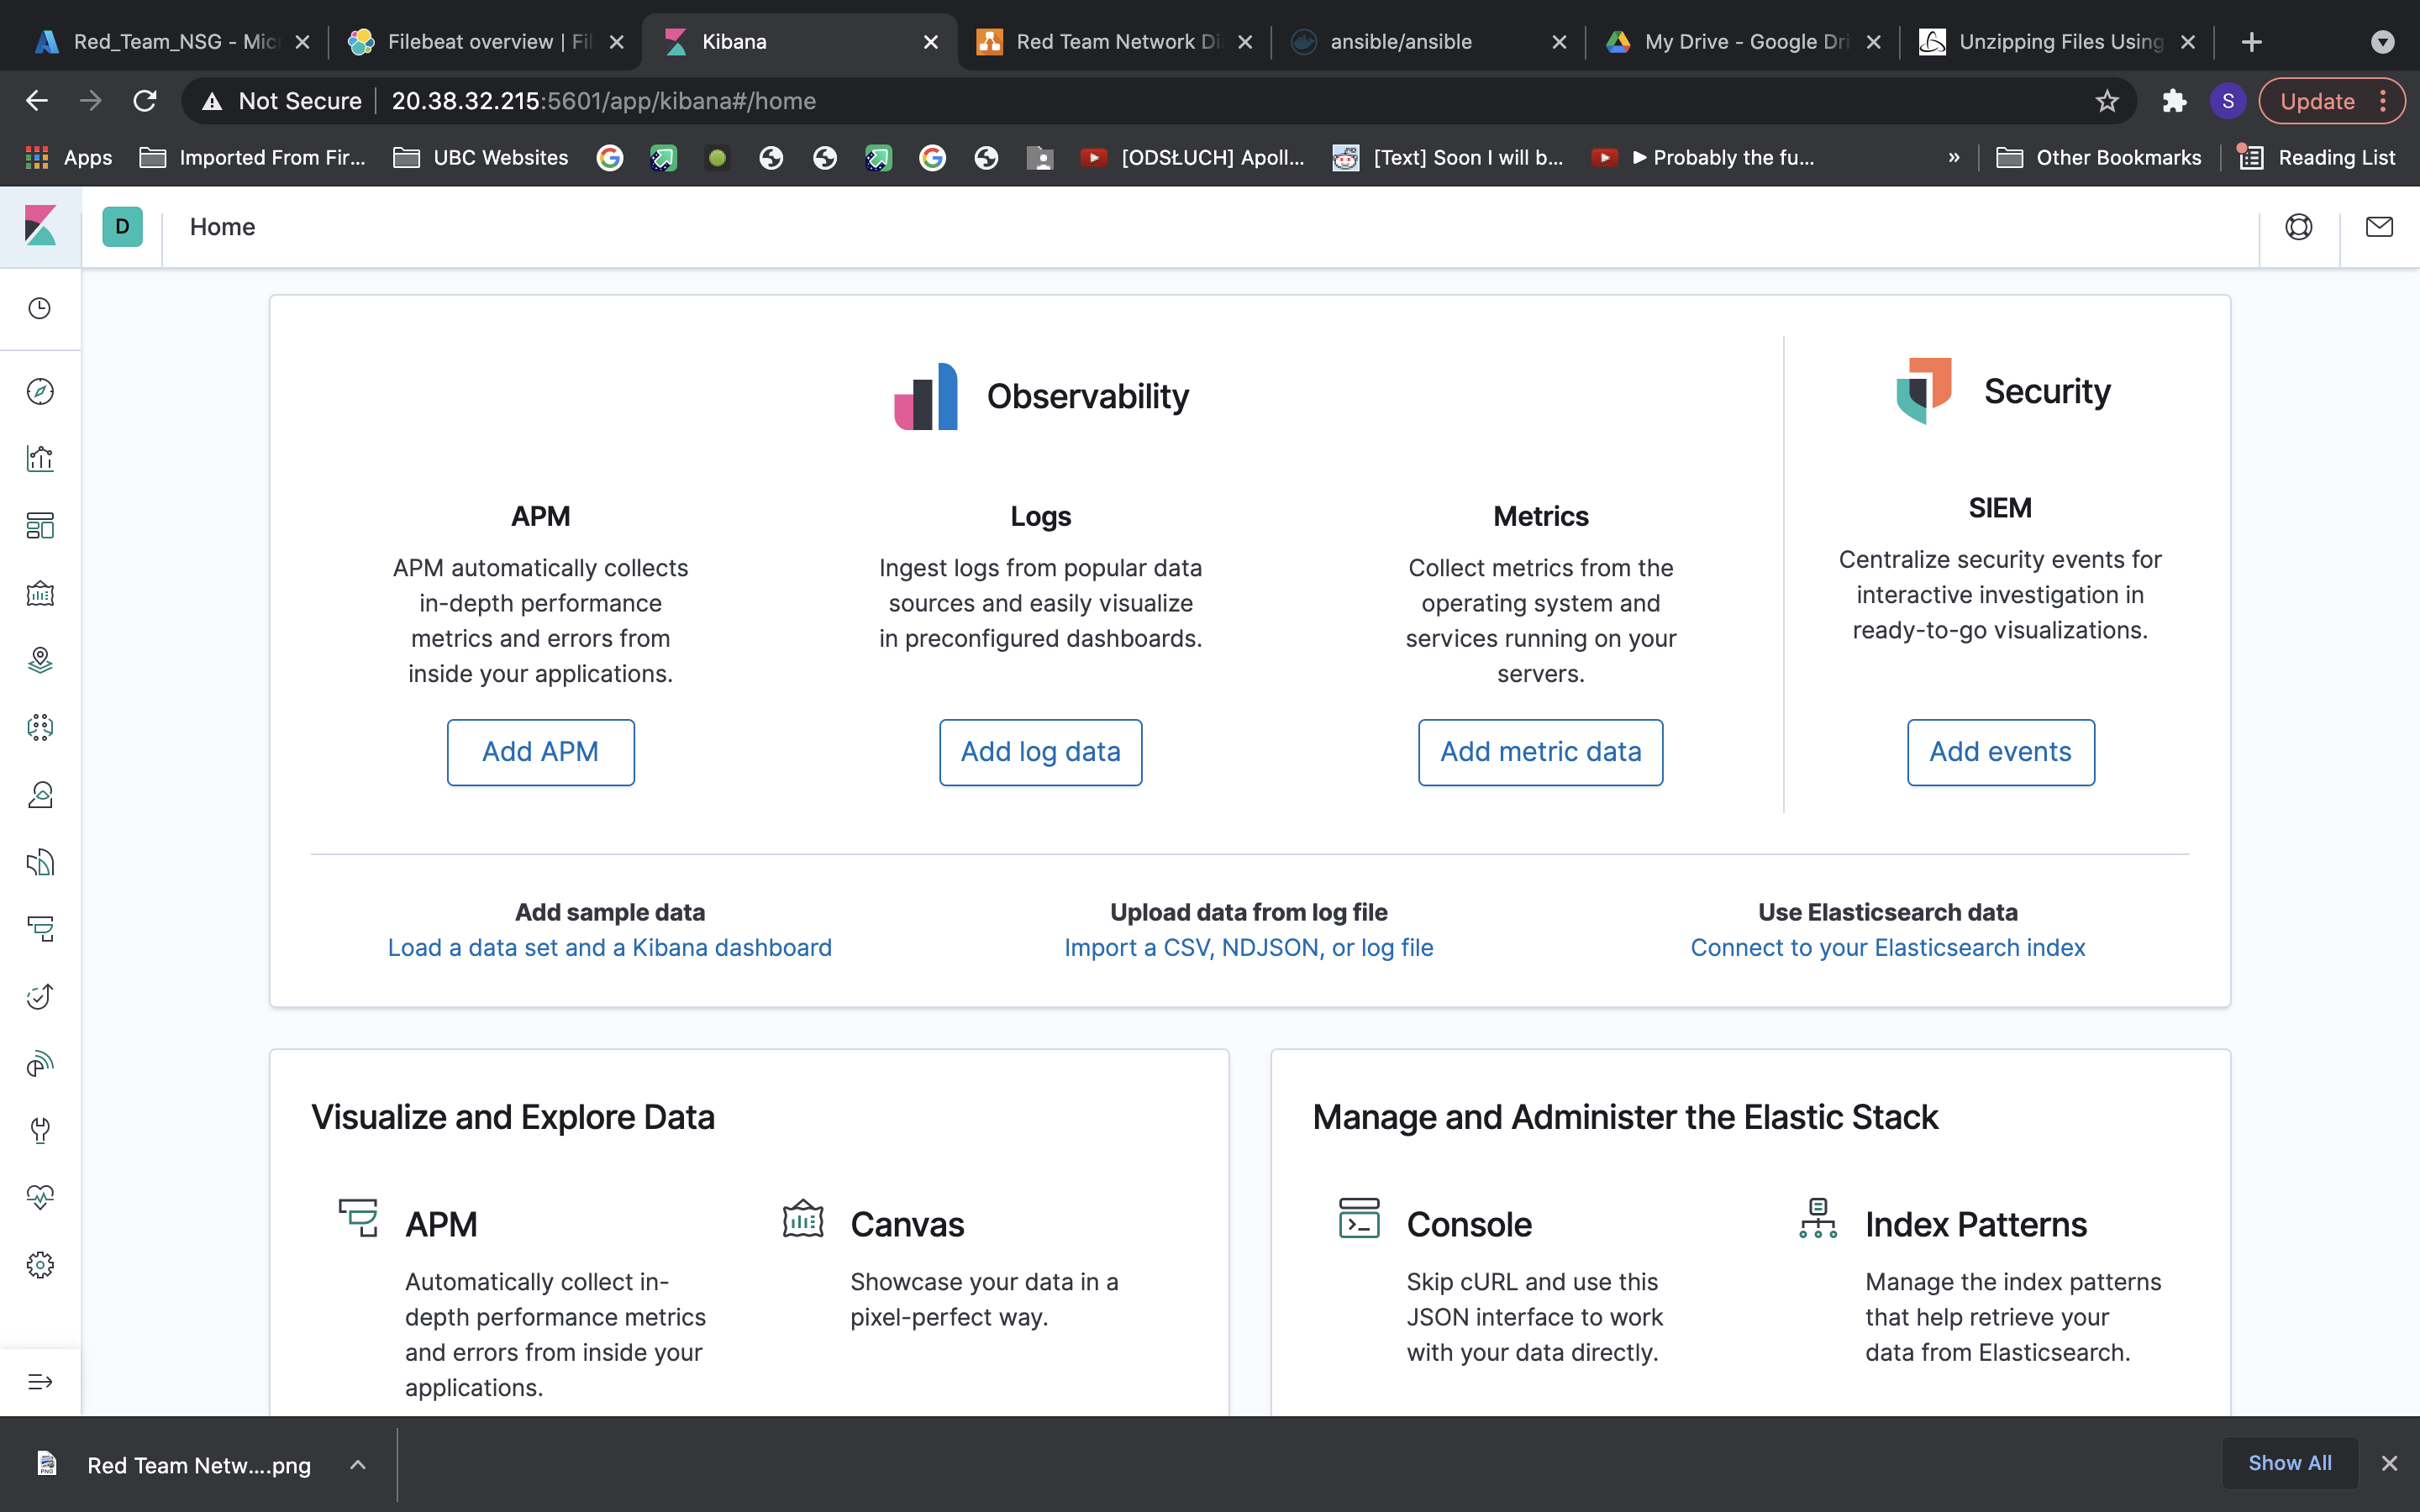 Red_Team_NSG - Mic
Filebeat overview | Fil
Kibana
Red Team Network Di
ansible/ansible
My Drive - Google Dri
Unzipping Files Using
Not Secure
20.38.32.215:5601/app/kibana#/home
S
Update
Apps
Imported From Fir...
UBC Websites
[ODSŁUCH] Apoll...
[Text] Soon I will b...
▶ Probably the fu...
»
Other Bookmarks
Reading List
D
Home
Observability
Security
APM
APM automatically collects
in-depth performance
metrics and errors from
inside your applications.
Add APM
Logs
Ingest logs from popular data
sources and easily visualize
in preconfigured dashboards.
Add log data
Metrics
Collect metrics from the
operating system and
services running on your
servers.
Add metric data
SIEM
Centralize security events for
interactive investigation in
ready-to-go visualizations.
Add events
Add sample data
Load a data set and a Kibana dashboard
Upload data from log file
Import a CSV, NDJSON, or log file
Use Elasticsearch data
Connect to your Elasticsearch index
Visualize and Explore Data
APM
Automatically collect in-
depth performance metrics
and errors from inside your
applications.
Canvas
Showcase your data in a
pixel-perfect way.
Manage and Administer the Elastic Stack
Console
Skip cURL and use this
JSON interface to work
with your data directly.
Index Patterns
Manage the index patterns
that help retrieve your
data from Elasticsearch.
PNG
Red Team Netw....png
Show All